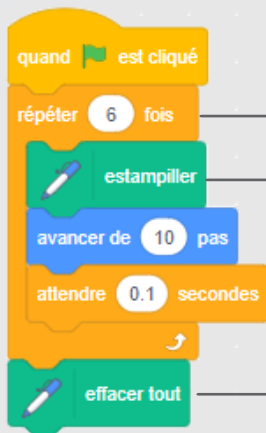 quand est cliqué
répéter 6 fois
estampiller
avancer de 10 pas
attendre 0.1 secondes
effacer tout